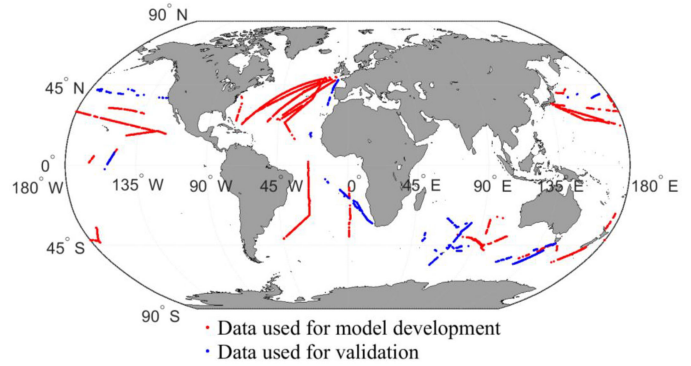 90° N
45° N
0°
180° W 135° W 90° W 45° W 0 45° E 90° E 135° E 180° E
45° S
90° S
Data used for model development
Data used for validation